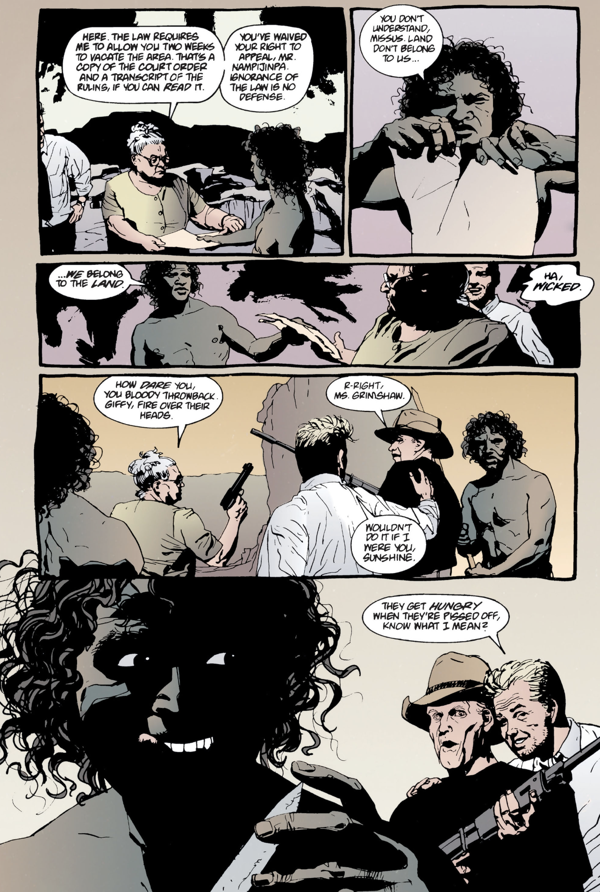 HERE. THE LAW REQUIRES
ME TO ALLOW YOU TWO WEEKS
TO VACATE THE AREA. THAT'S A
COPY OF THE COURT ORDER
AND A TRANSCRIPT OF THE
RULING, IF YOU CAN READ IT.
YOU'VE WAIVED
YOUR RIGHT TO
APPEAL, MR.
NAMPIJINPA.
IGNORANCE OF
THE LAW IS NO
DEFENSE.
YOU DON'T
UNDERSTAND,
MISSUS. LAND
DON'T BELONG
TO US...
...WE BELONG
TO THE LAND.
HA,
WICKED.
HOW DARE YOU,
YOU BLOODY THROWBACK.
GIFFY, FIRE OVER THEIR
HEADS.
R-RIGHT,
MS. GRIMSHAW.
WOULDN'T
DO IT IF I
WERE YOU,
SUNSHINE.
THEY GET HUNGRY
WHEN THEY'RE PISSED OFF,
KNOW WHAT I MEAN?